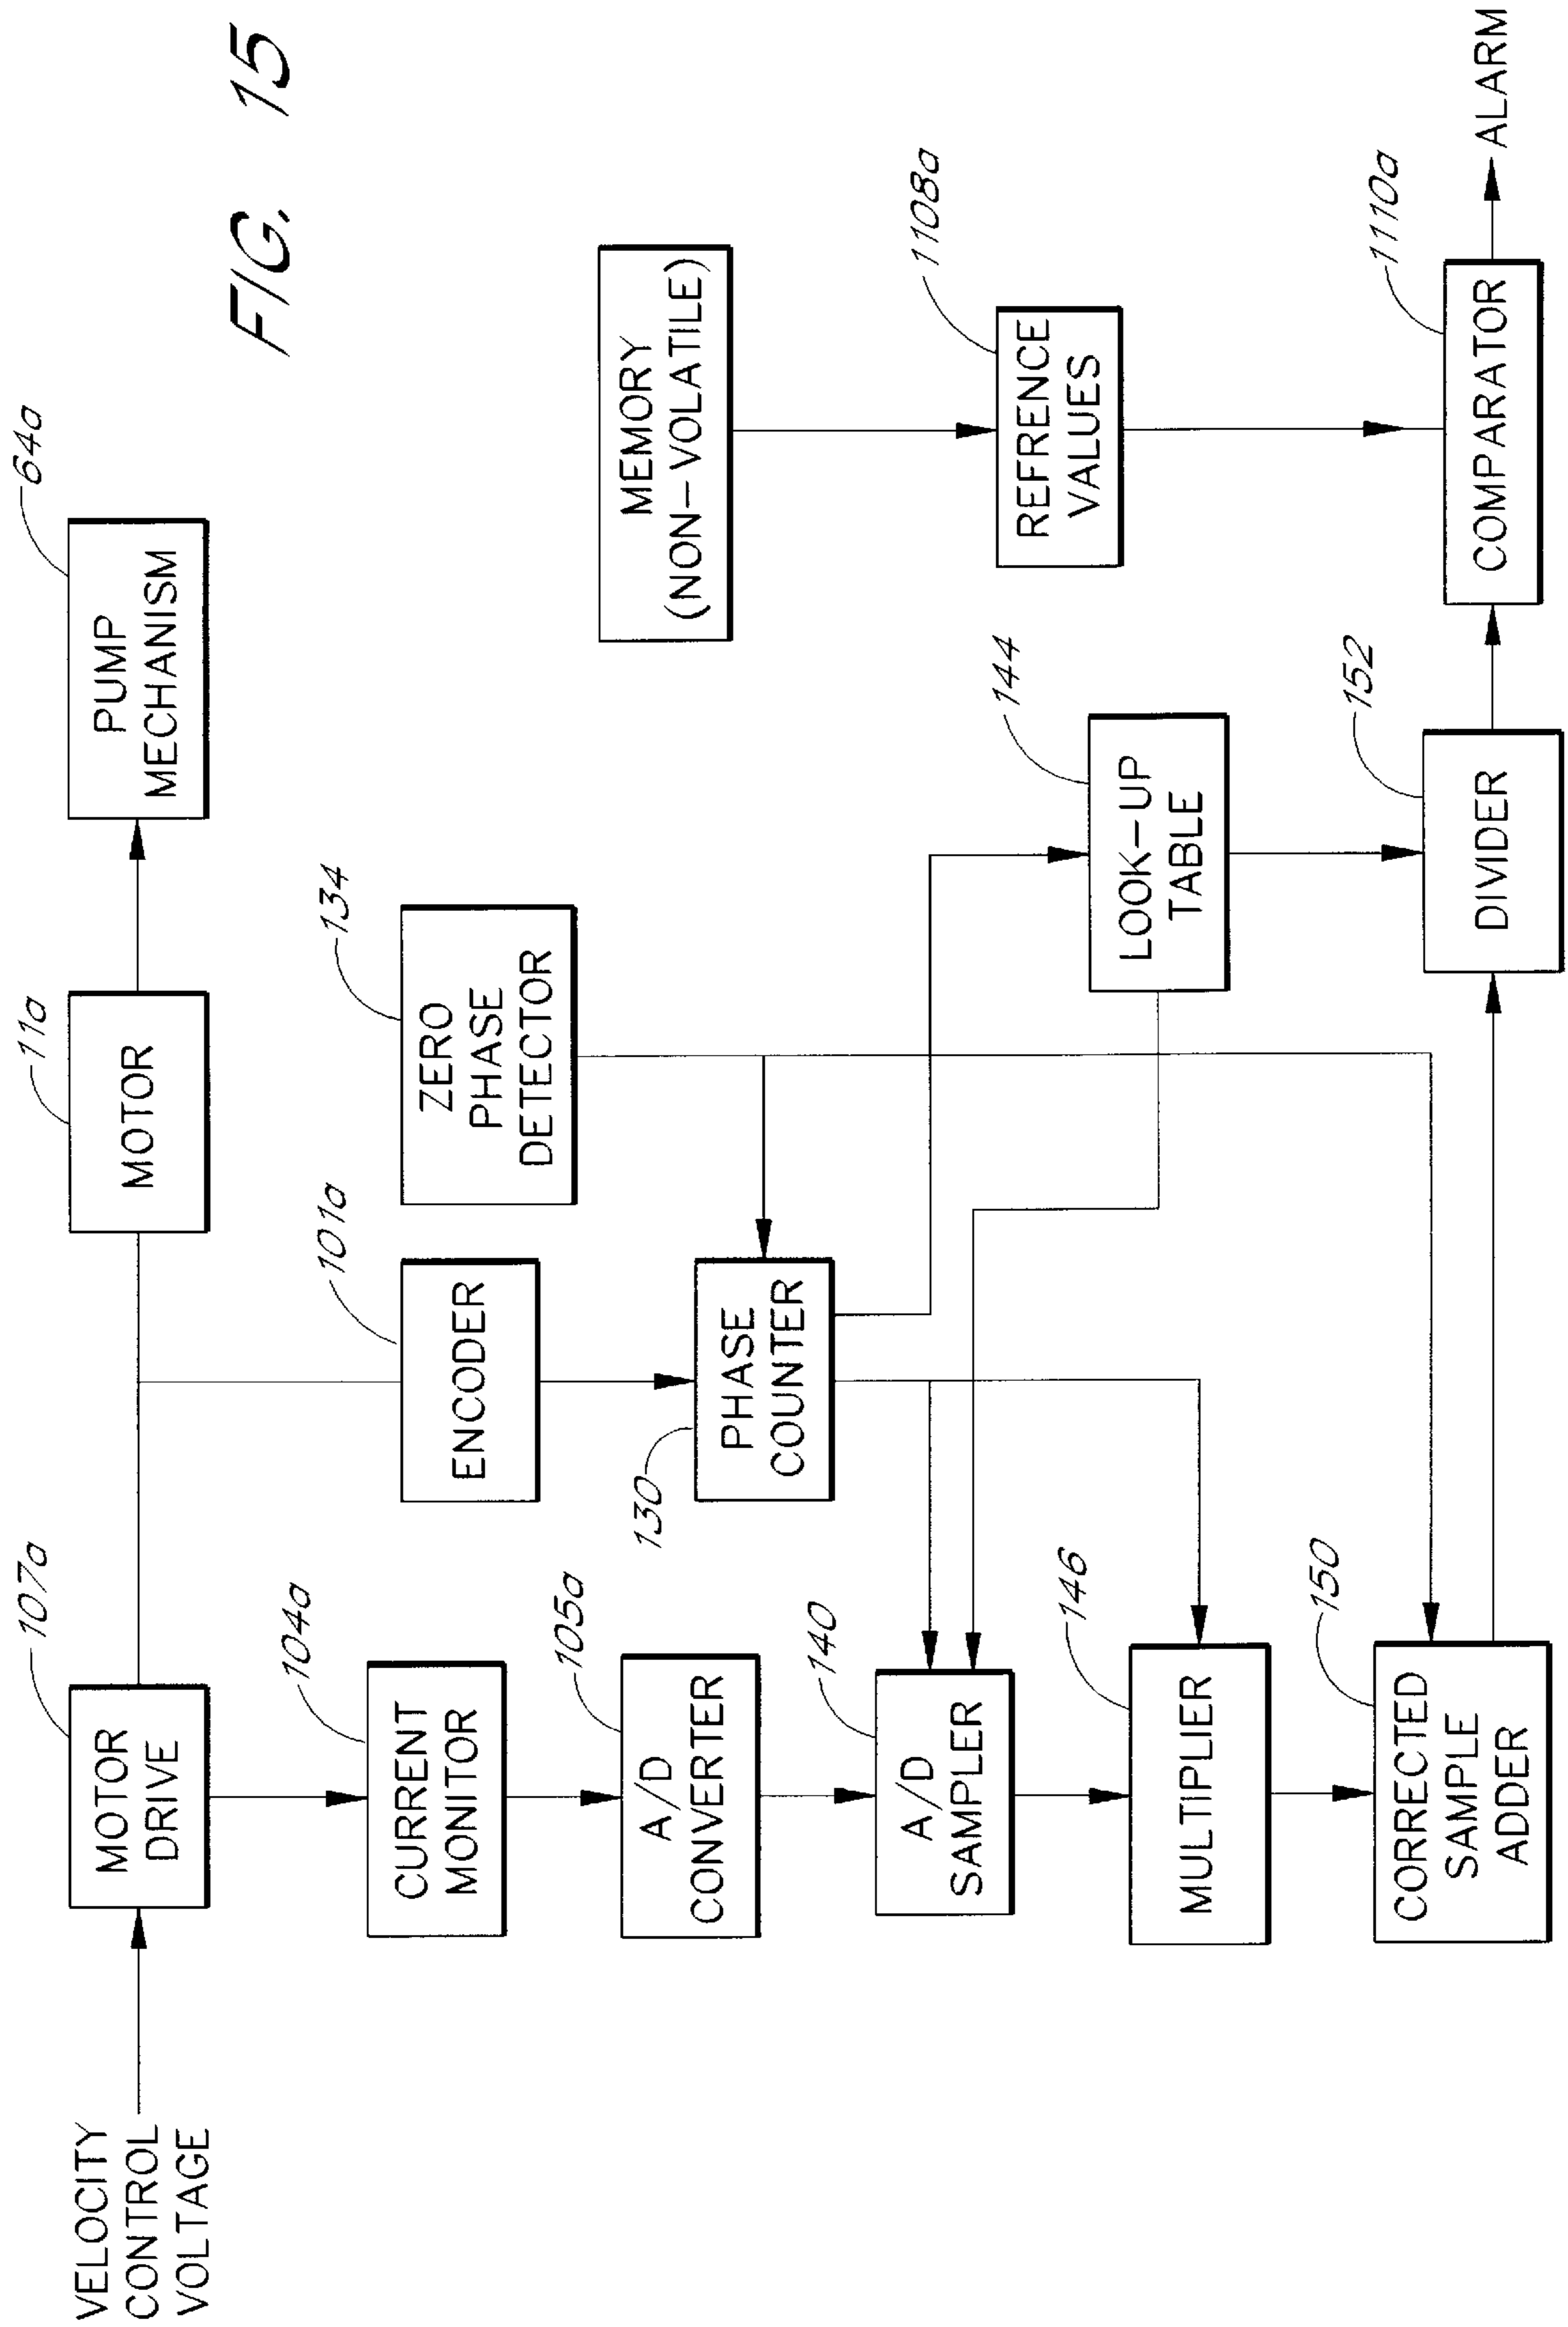 FIG. 15
VELOCITY
CONTROL
VOLTAGE
107a
MOTOR
DRIVE
11a
MOTOR
64a
PUMP
MECHANISM
104a
CURRENT
MONITOR
101a
ENCODER
134
ZERO
PHASE
DETECTOR
MEMORY
(NON-VOLATILE)
105a
A/D
CONVERTER
130
PHASE
COUNTER
1108a
REFRENCE
VALUES
140
A/D
SAMPLER
144
LOOK-UP
TABLE
146
MULTIPLIER
150
CORRECTED
SAMPLE
ADDER
152
DIVIDER
1110a
COMPARATOR
ALARM